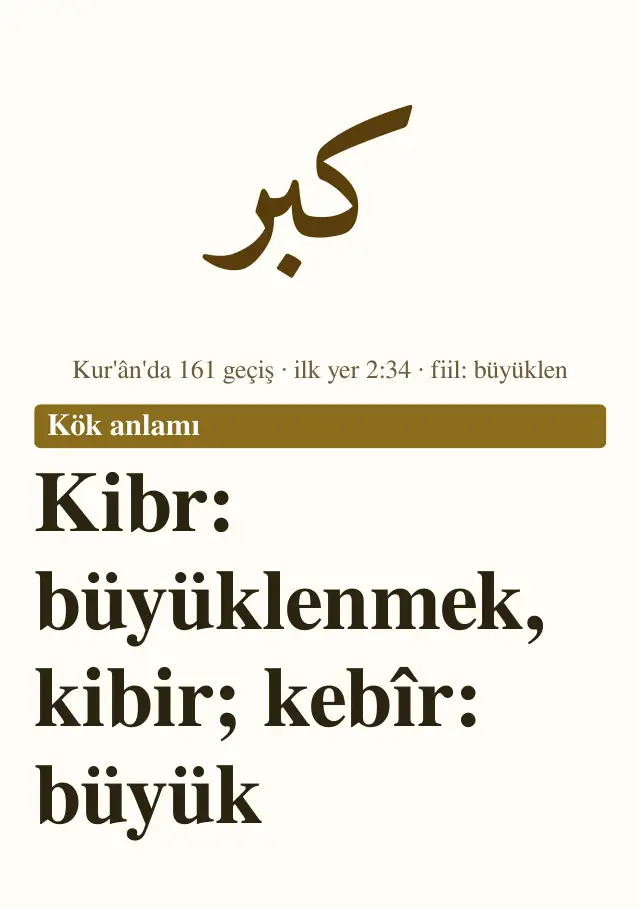 كبر
Kur'ân'da 161 geçiş · ilk yer 2:34 · fiil: büyüklen
Kök anlamı
Kibr:
büyüklenmek,
kibir; kebîr:
büyük